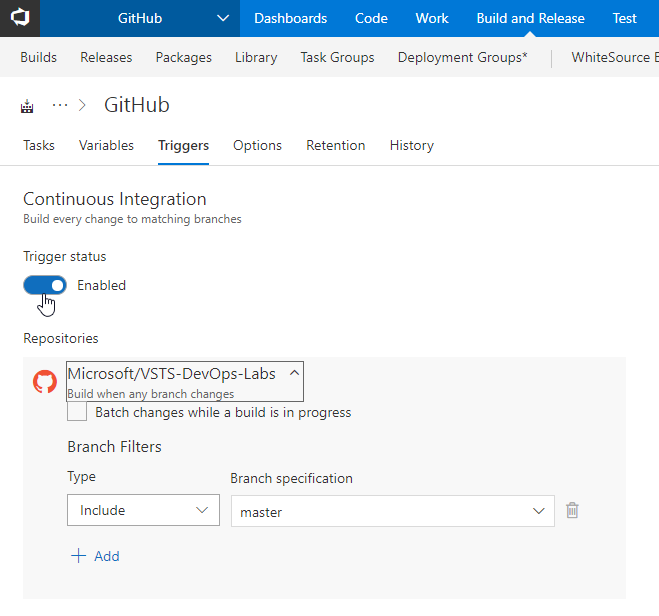 GitHub Dashboards Code Work Build and Release Test
Builds Releases Packages Library Task Groups Deployment Groups* WhiteSource
··· > GitHub
Tasks Variables Triggers Options Retention History
Continuous Integration
Build every change to matching branches
Trigger status
Enabled
Repositories
Microsoft/VSTS-DevOps-Labs
Build when any branch changes
Batch changes while a build is in progress
Branch Filters
Type Branch specification
Include master
+ Add